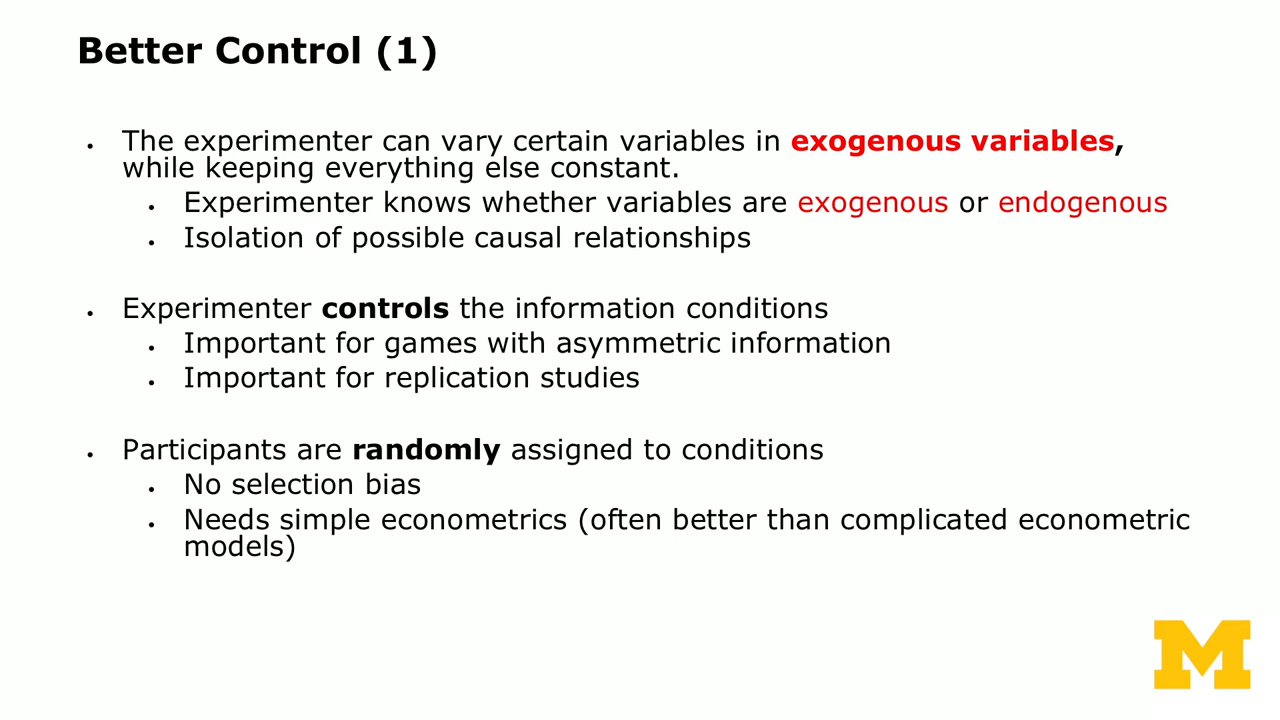 Better Control (1)
• The experimenter can vary certain variables in exogenous variables,
while keeping everything else constant.
• Experimenter knows whether variables are exogenous or endogenous
• Isolation of possible causal relationships
• Experimenter controls the information conditions
• Important for games with asymmetric information
• Important for replication studies
• Participants are randomly assigned to conditions
• No selection bias
• Needs simple econometrics (often better than complicated econometric
models)
M